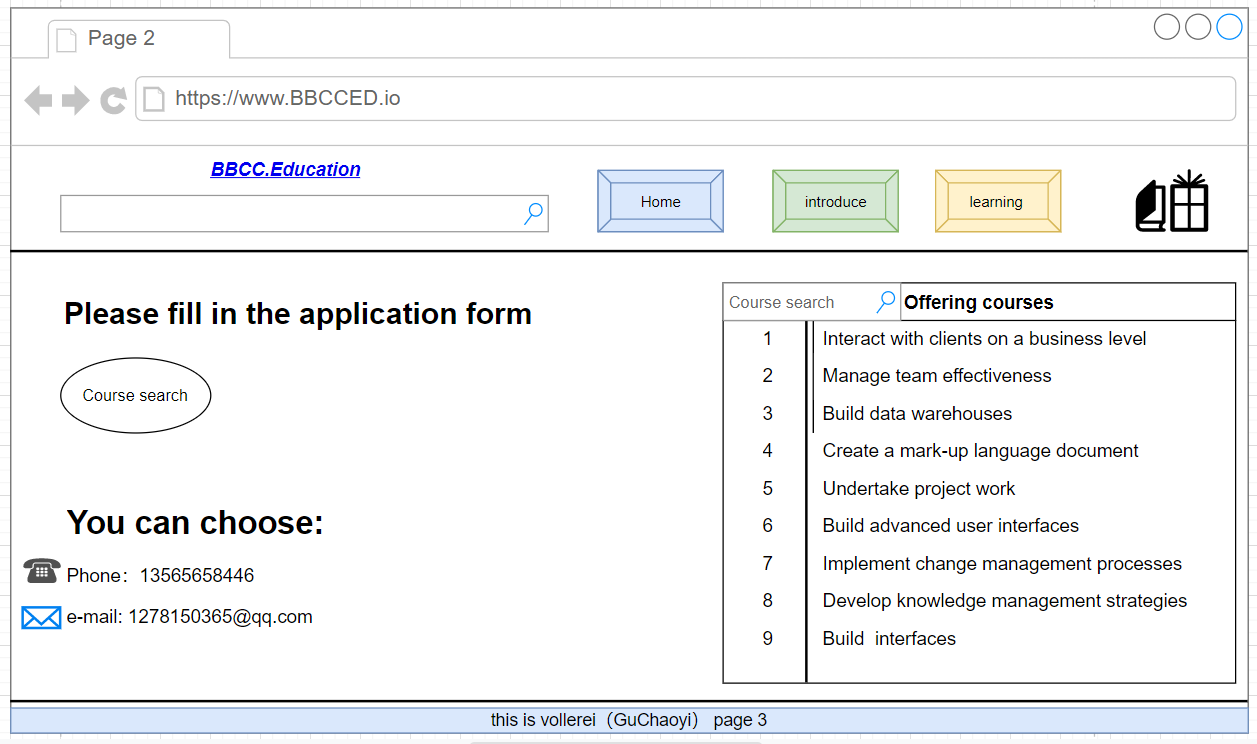 Page 2
https://www.BBCCED.io
BBCC.Education
Home
introduce
learning
Please fill in the application form
Course search
You can choose:
Phone：13565658446
e-mail: 1278150365@qq.com
Course search
Offering courses
1 Interact with clients on a business level
2 Manage team effectiveness
3 Build data warehouses
4 Create a mark-up language document
5 Undertake project work
6 Build advanced user interfaces
7 Implement change management processes
8 Develop knowledge management strategies
9 Build  interfaces
this is vollerei（GuChaoyi） page 3